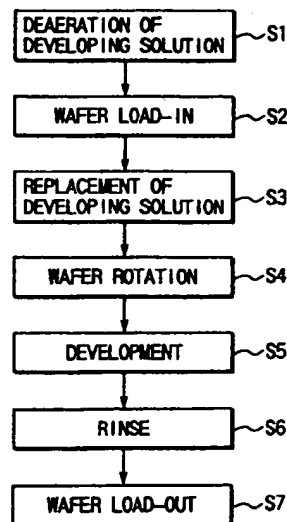 DEAERATION OF
DEVELOPING SOLUTION
S1
WAFER LOAD-IN
S2
REPLACEMENT OF
DEVELOPING SOLUTION
S3
WAFER ROTATION
S4
DEVELOPMENT
S5
RINSE
S6
WAFER LOAD-OUT
S7